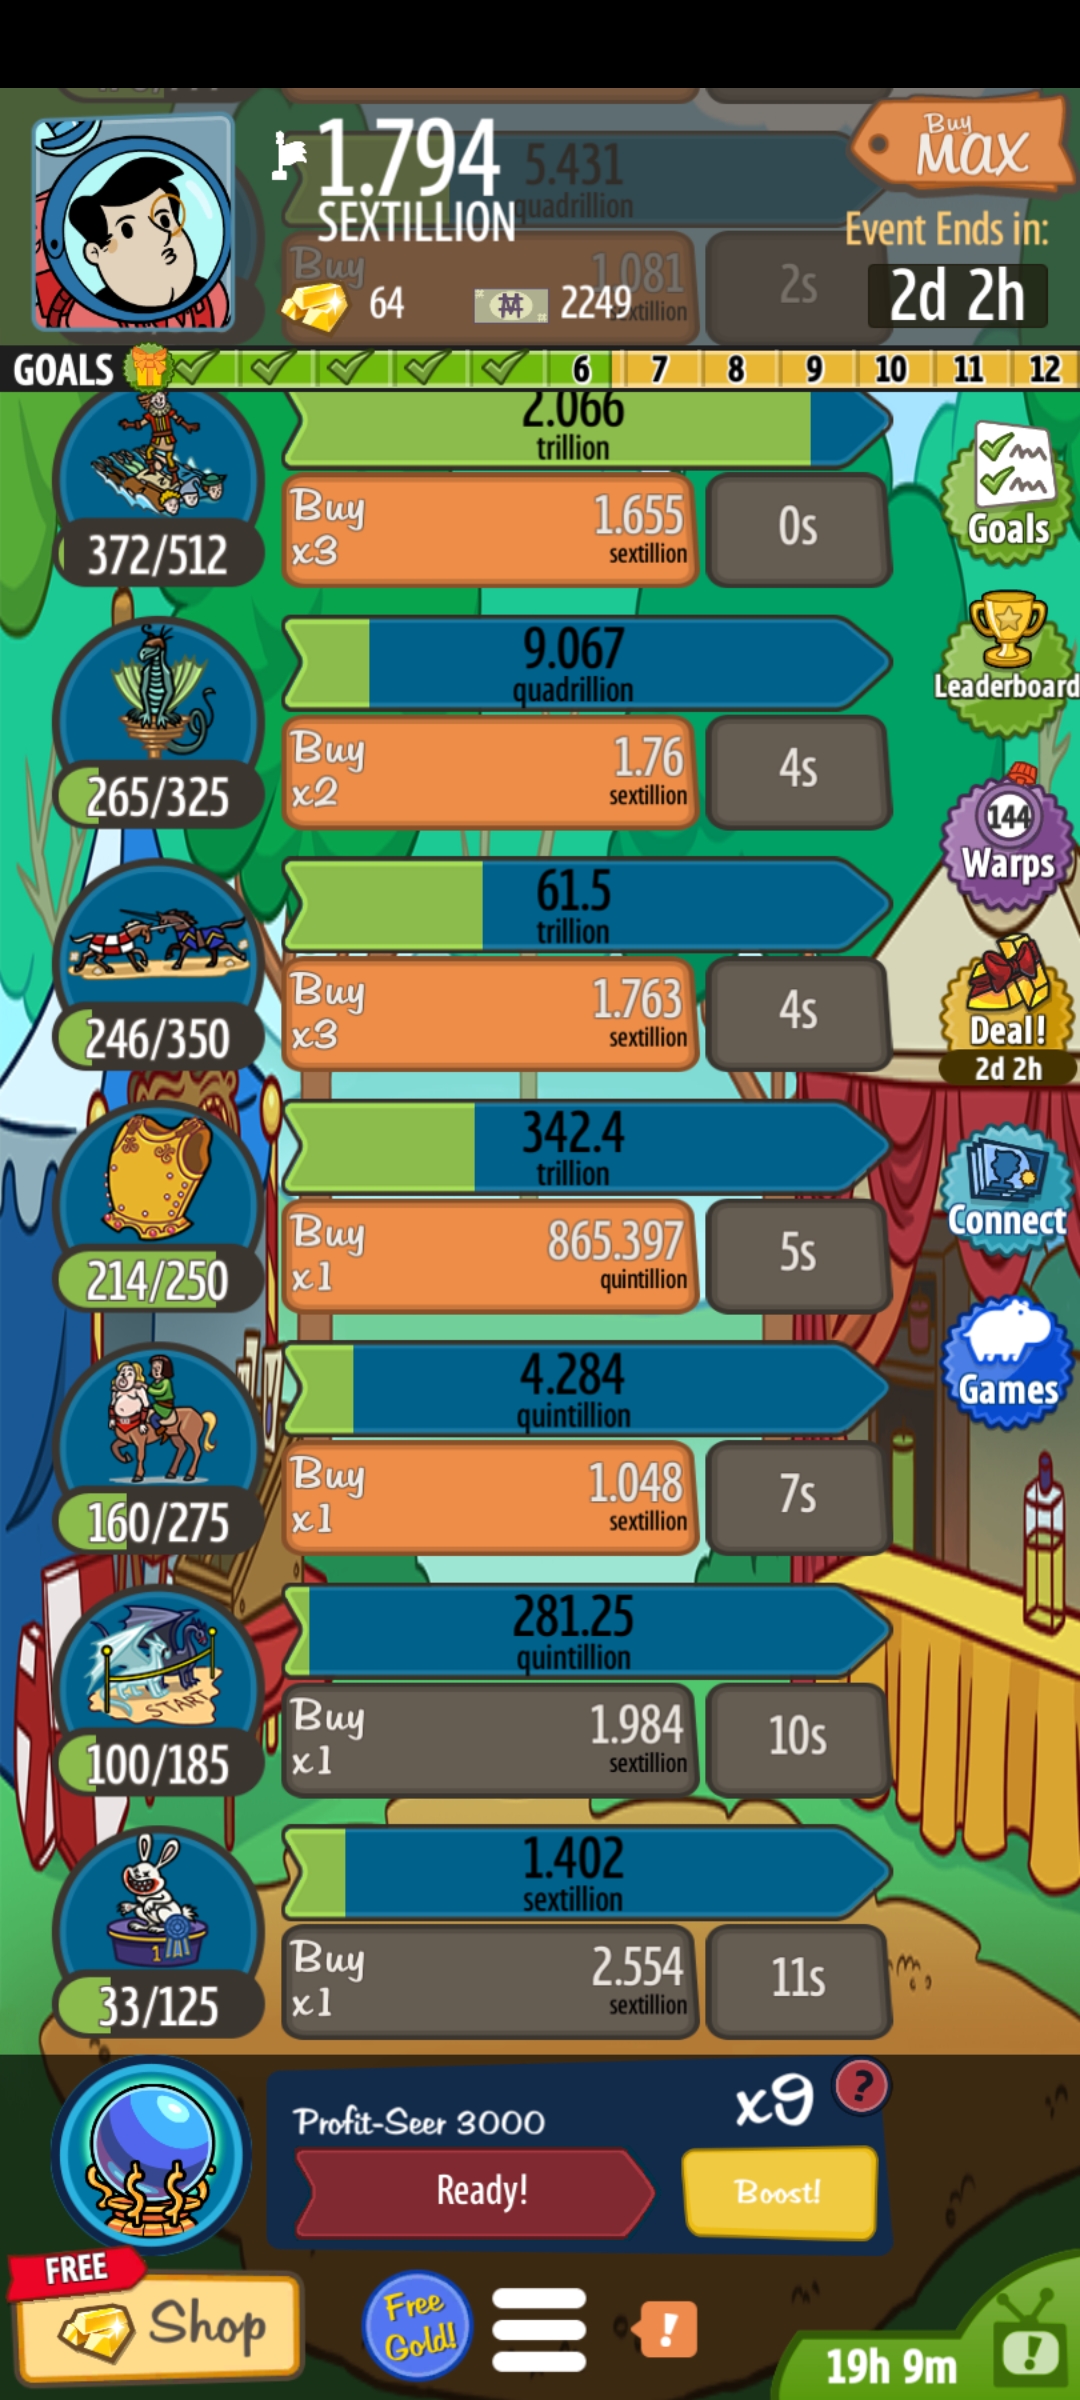 1.794
SEXTILLION
5.431
quadrillion
Buy
MAX
Event Ends in:
2d 2h
Buy
1.081
2s
64
2249
GOALS 6 7 8 9 10 11 12
2.066
trillion
372/512
Buy
x3
1.655
sextillion
0s
Goals
9.067
quadrillion
265/325
Buy
x2
1.76
sextillion
4s
Leaderboard
61.5
trillion
246/350
Buy
x3
1.763
sextillion
4s
144
Warps
Deal!
2d 2h
342.4
trillion
214/250
Buy
x1
865.397
quintillion
5s
Connect
4.284
quintillion
160/275
Buy
x1
1.048
sextillion
7s
Games
281.25
quintillion
START
100/185
Buy
x1
1.984
sextillion
10s
1.402
sextillion
1
33/125
Buy
x1
2.554
sextillion
11s
Profit-Seer 3000
x9
?
Ready!
Boost!
FREE
Shop
Free
Gold!
!
19h 9m
!